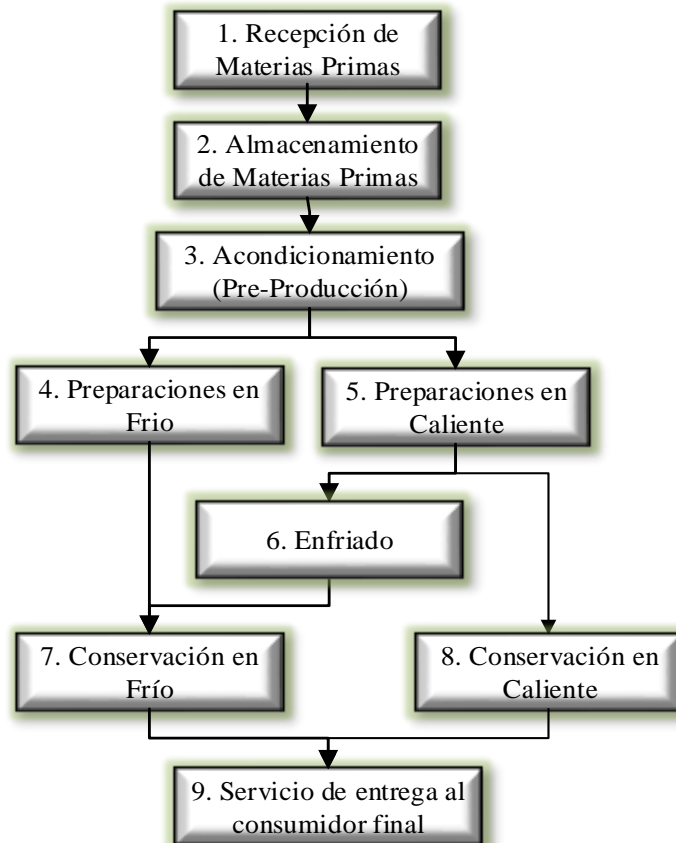 1. Recepción de
Materias Primas
2. Almacenamiento
de Materias Primas
3. Acondicionamiento
(Pre-Producción)
4. Preparaciones en
Frio
5. Preparaciones en
Caliente
6. Enfriado
7. Conservación en
Frío
8. Conservación en
Caliente
9. Servicio de entrega al
consumidor final